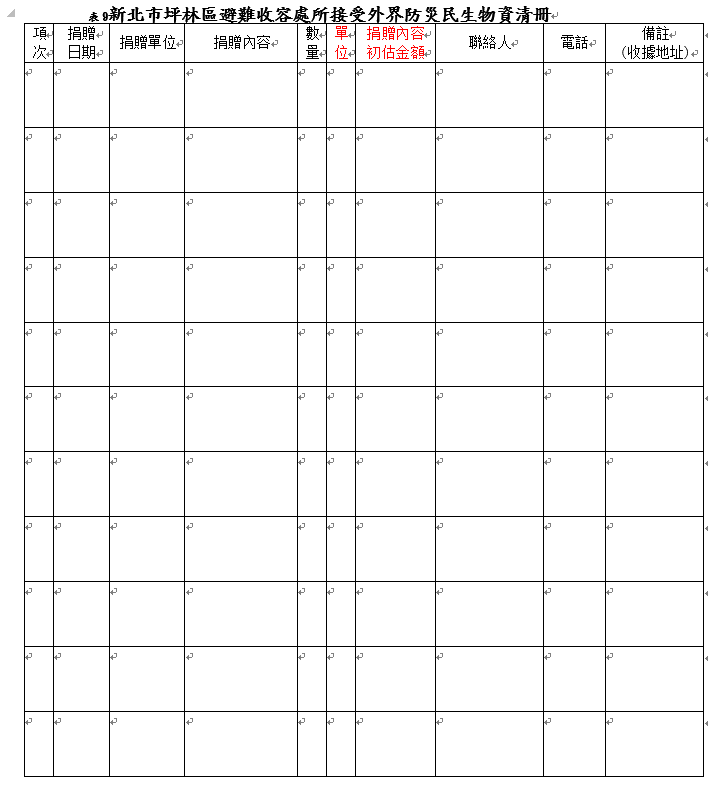 表9新北市坪林區避難收容處所接受外界防災民生物資清冊
項次
捐贈日期
捐贈單位
捐贈內容
數量
單位
捐贈內容
初估金額
聯絡人
電話
備註
(收據地址)